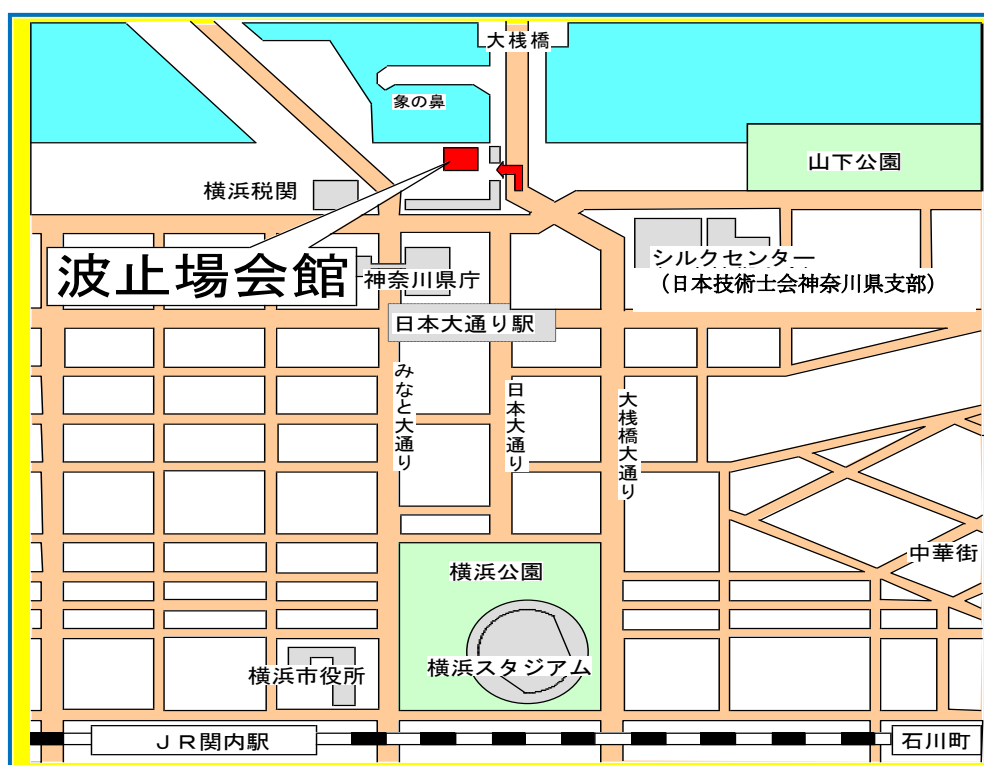 大桟橋
象の鼻
山下公園
横浜税関
波止場会館
神奈川県庁
シルクセンター
（日本技術士会神奈川県支部）
日本大通り駅
みなと大通り
日本大通り
大桟橋大通り
中華街
横浜公園
横浜スタジアム
横浜市役所
ＪＲ関内駅
石川町